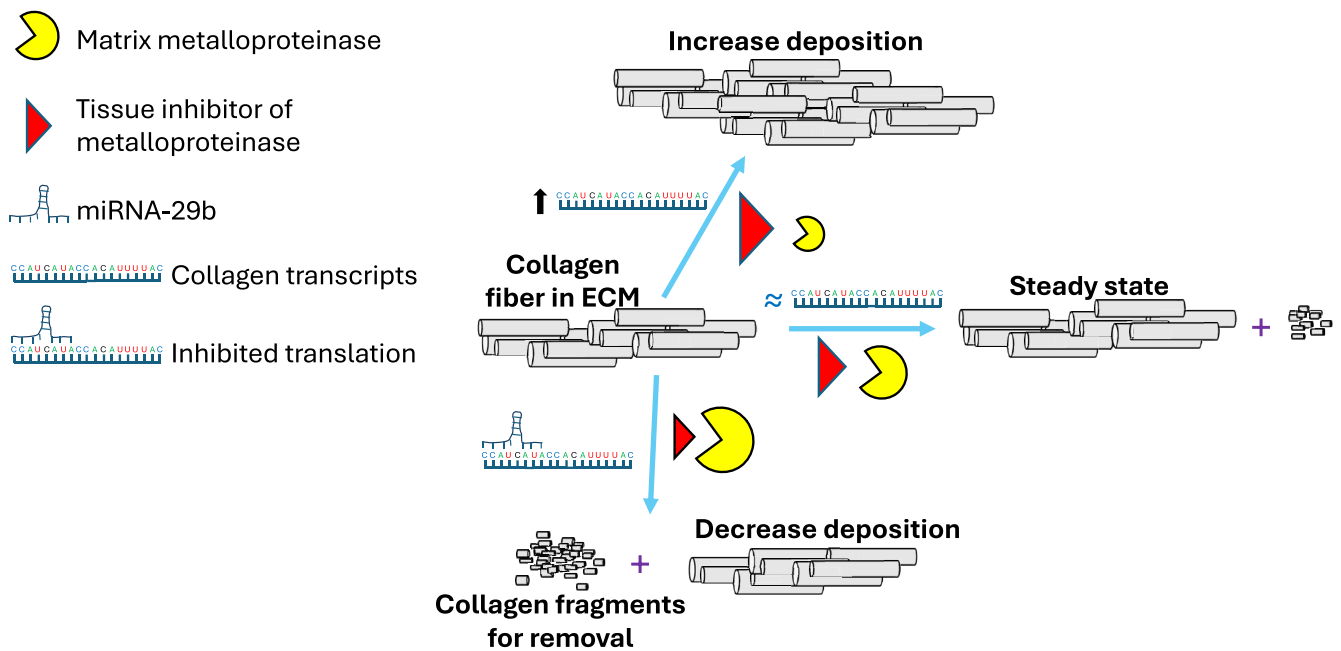 Matrix metalloproteinase
Tissue inhibitor of
metalloproteinase
miRNA-29b
CCAUCAUACCACAUUUUAC
Collagen transcripts
CCAUCAUACCACAUUUUAC
Inhibited translation
Increase deposition
CCAUCAUACCACAUUUUAC
Collagen
fiber in ECM
≈ CCAUCAUACCACAUUUUAC
Steady state
+
CCAUCAUACCACAUUUUAC
Decrease deposition
+
Collagen fragments
for removal